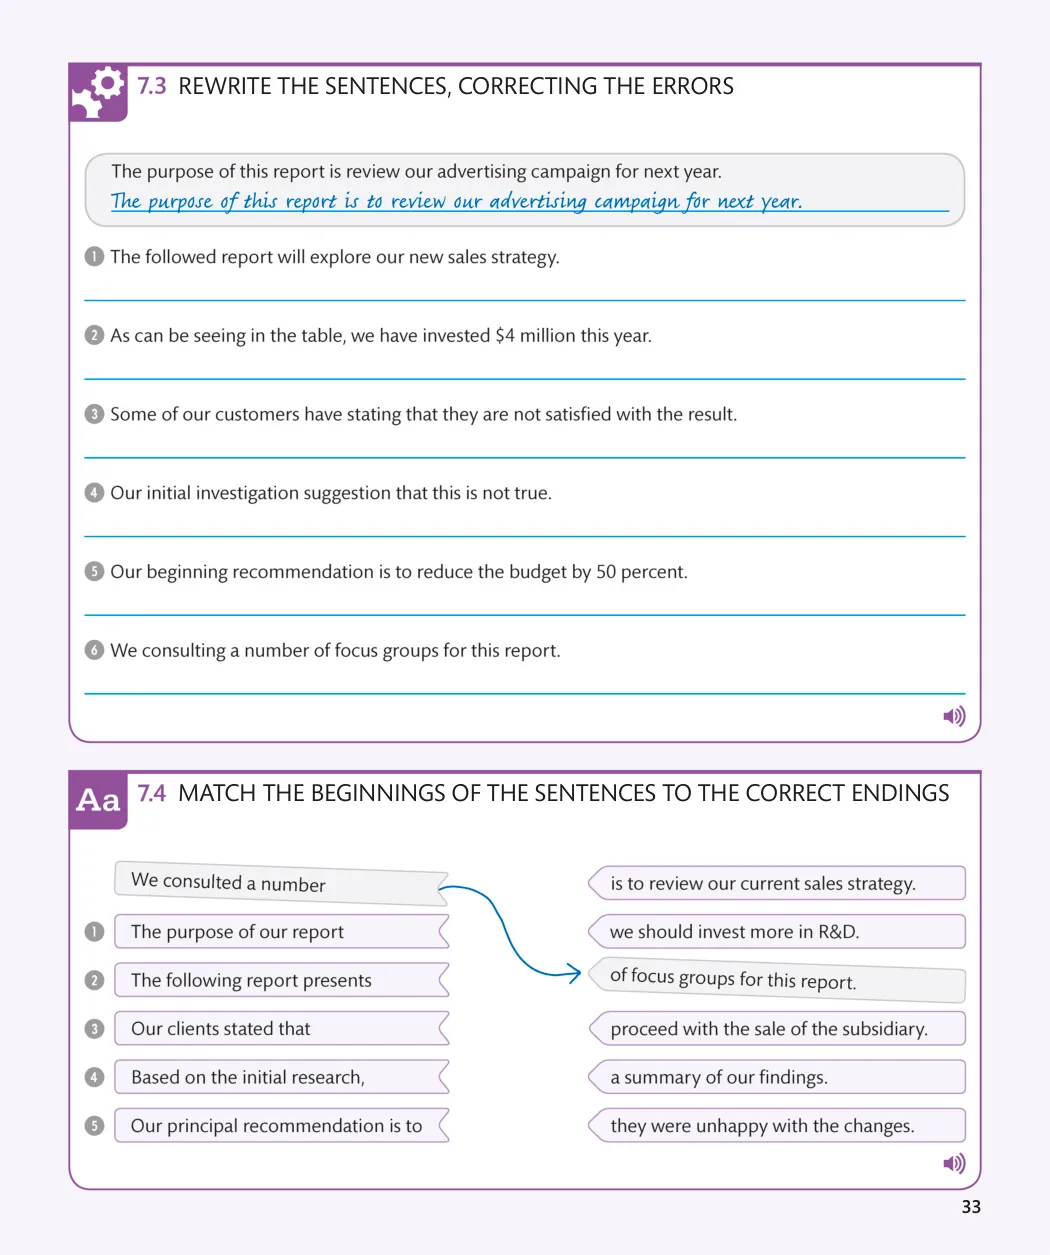 7.3 REWRITE THE SENTENCES, CORRECTING THE ERRORS
The purpose of this report is review our advertising campaign for next year.
The purpose of this report is to review our advertising campaign for next year.
1 The followed report will explore our new sales strategy.
2 As can be seeing in the table, we have invested $4 million this year.
3 Some of our customers have stating that they are not satisfied with the result.
4 Our initial investigation suggestion that this is not true.
5 Our beginning recommendation is to reduce the budget by 50 percent.
6 We consulting a number of focus groups for this report.
Aa 7.4 MATCH THE BEGINNINGS OF THE SENTENCES TO THE CORRECT ENDINGS
We consulted a number
is to review our current sales strategy.
1 The purpose of our report
we should invest more in R&D.
2 The following report presents
of focus groups for this report.
3 Our clients stated that
proceed with the sale of the subsidiary.
4 Based on the initial research,
a summary of our findings.
5 Our principal recommendation is to
they were unhappy with the changes.
33